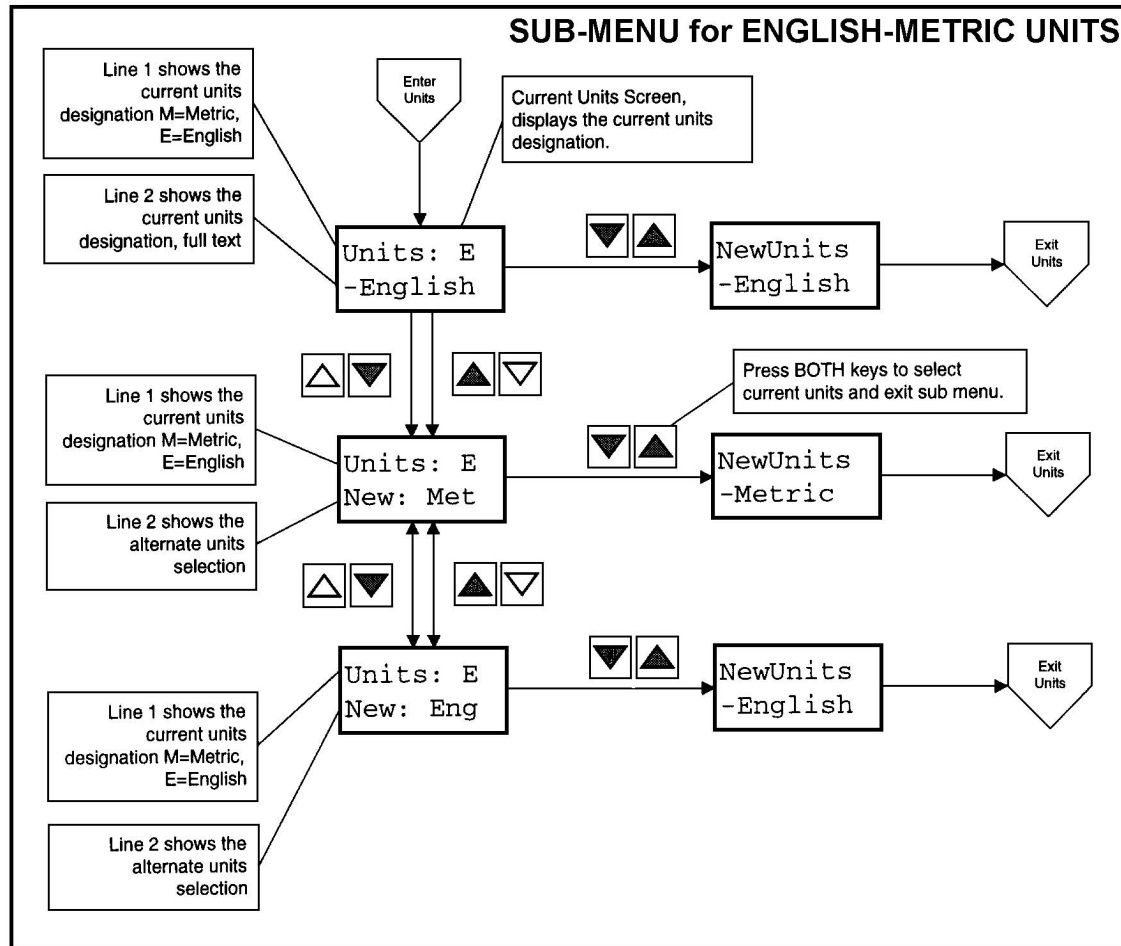 SUB-MENU for ENGLISH-METRIC UNITS
Line 1 shows the
current units
designation M=Metric,
E=English
Enter
Units
Current Units Screen,
displays the current units
designation.
Line 2 shows the
current units
designation, full text
Units: E
-English
NewUnits
-English
Exit
Units
Line 1 shows the
current units
designation M=Metric,
E=English
Press BOTH keys to select
current units and exit sub menu.
Units: E
New: Met
NewUnits
-Metric
Exit
Units
Line 2 shows the
alternate units
selection
Units: E
New: Eng
NewUnits
-English
Exit
Units
Line 1 shows the
current units
designation M=Metric,
E=English
Line 2 shows the
alternate units
selection